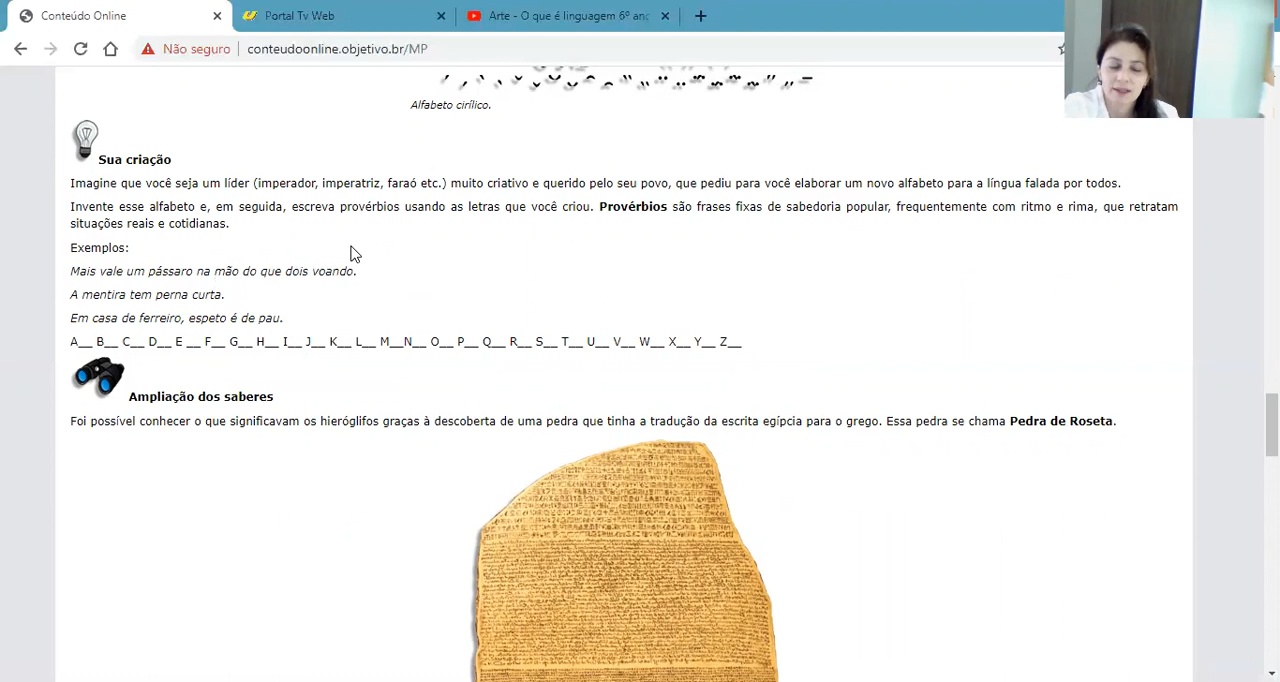 Conteúdo Online
Portal Tv Web
Arte - O que é linguagem 6º an
Não seguro
conteudoonline.objetivo.br/MP
Alfabeto cirílico.
Sua criação
Imagine que você seja um líder (imperador, imperatriz, faraó etc.) muito criativo e querido pelo seu povo, que pediu para você elaborar um novo alfabeto para a língua falada por todos.
Invente esse alfabeto e, em seguida, escreva provérbios usando as letras que você criou. Provérbios são frases fixas de sabedoria popular, frequentemente com ritmo e rima, que retratam
situações reais e cotidianas.
Exemplos:
Mais vale um pássaro na mão do que dois voando.
A mentira tem perna curta.
Em casa de ferreiro, espeto é de pau.
A__ B__ C__ D__ E __ F__ G__ H__ I__ J__ K__ L__ M__N__ O__ P__ Q__ R__ S__ T__ U__ V__ W__ X__ Y__ Z__
Ampliação dos saberes
Foi possível conhecer o que significavam os hieróglifos graças à descoberta de uma pedra que tinha a tradução da escrita egípcia para o grego. Essa pedra se chama Pedra de Roseta.